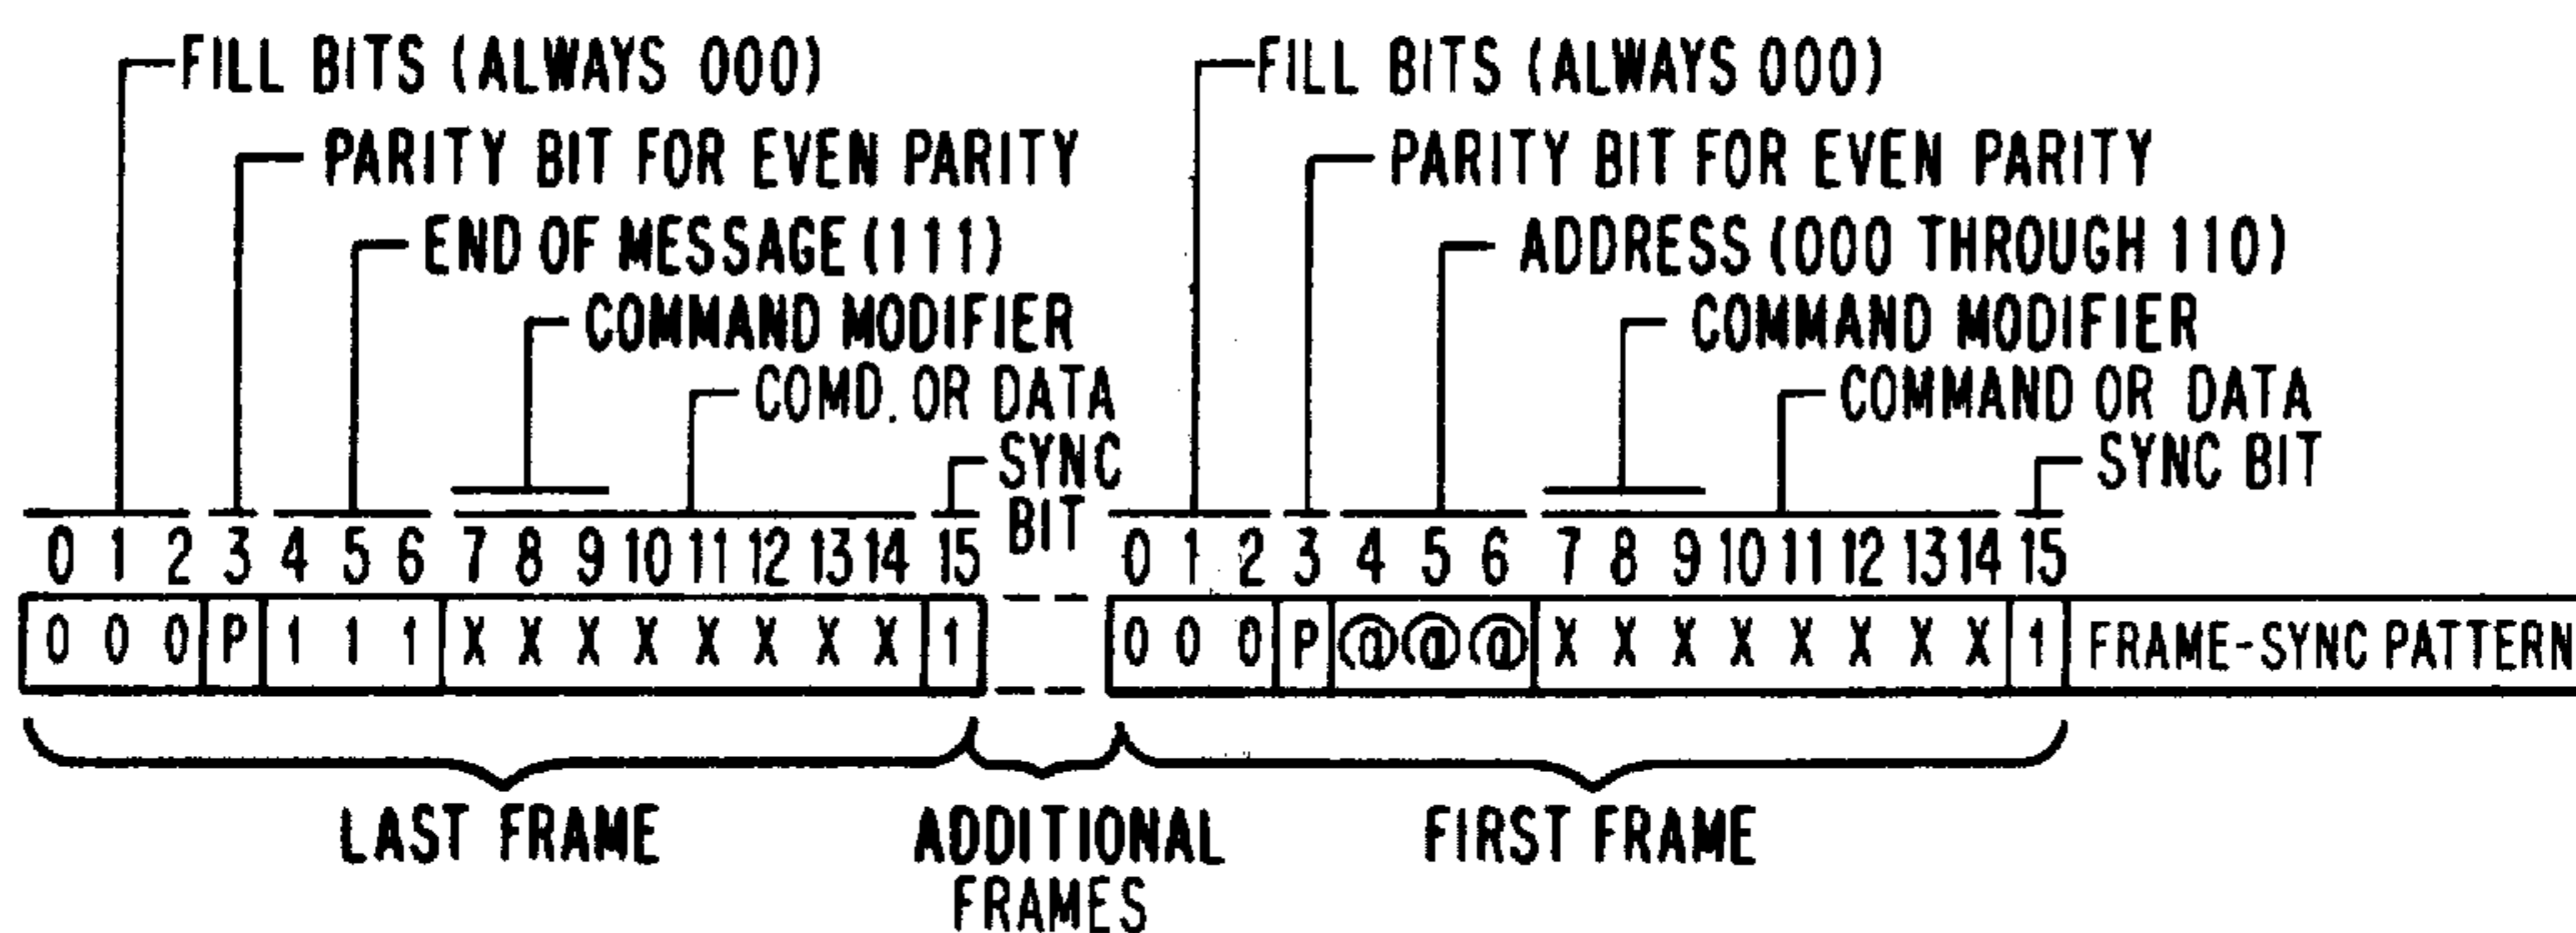 FILL BITS (ALWAYS 000)
PARITY BIT FOR EVEN PARITY
END OF MESSAGE (111)
COMMAND MODIFIER
COMD. OR DATA
SYNC
BIT
FILL BITS (ALWAYS 000)
PARITY BIT FOR EVEN PARITY
ADDRESS (000 THROUGH 110)
COMMAND MODIFIER
COMMAND OR DATA
SYNC BIT
0 1 2 3 4 5 6 7 8 9 10 11 12 13 14 15
0 1 2 3 4 5 6 7 8 9 10 11 12 13 14 15
0 0 0 P 1 1 1 X X X X X X X X 1
0 0 0 P @ @ @ X X X X X X X X 1 FRAME-SYNC PATTERN
LAST FRAME
ADDITIONAL
FRAMES
FIRST FRAME